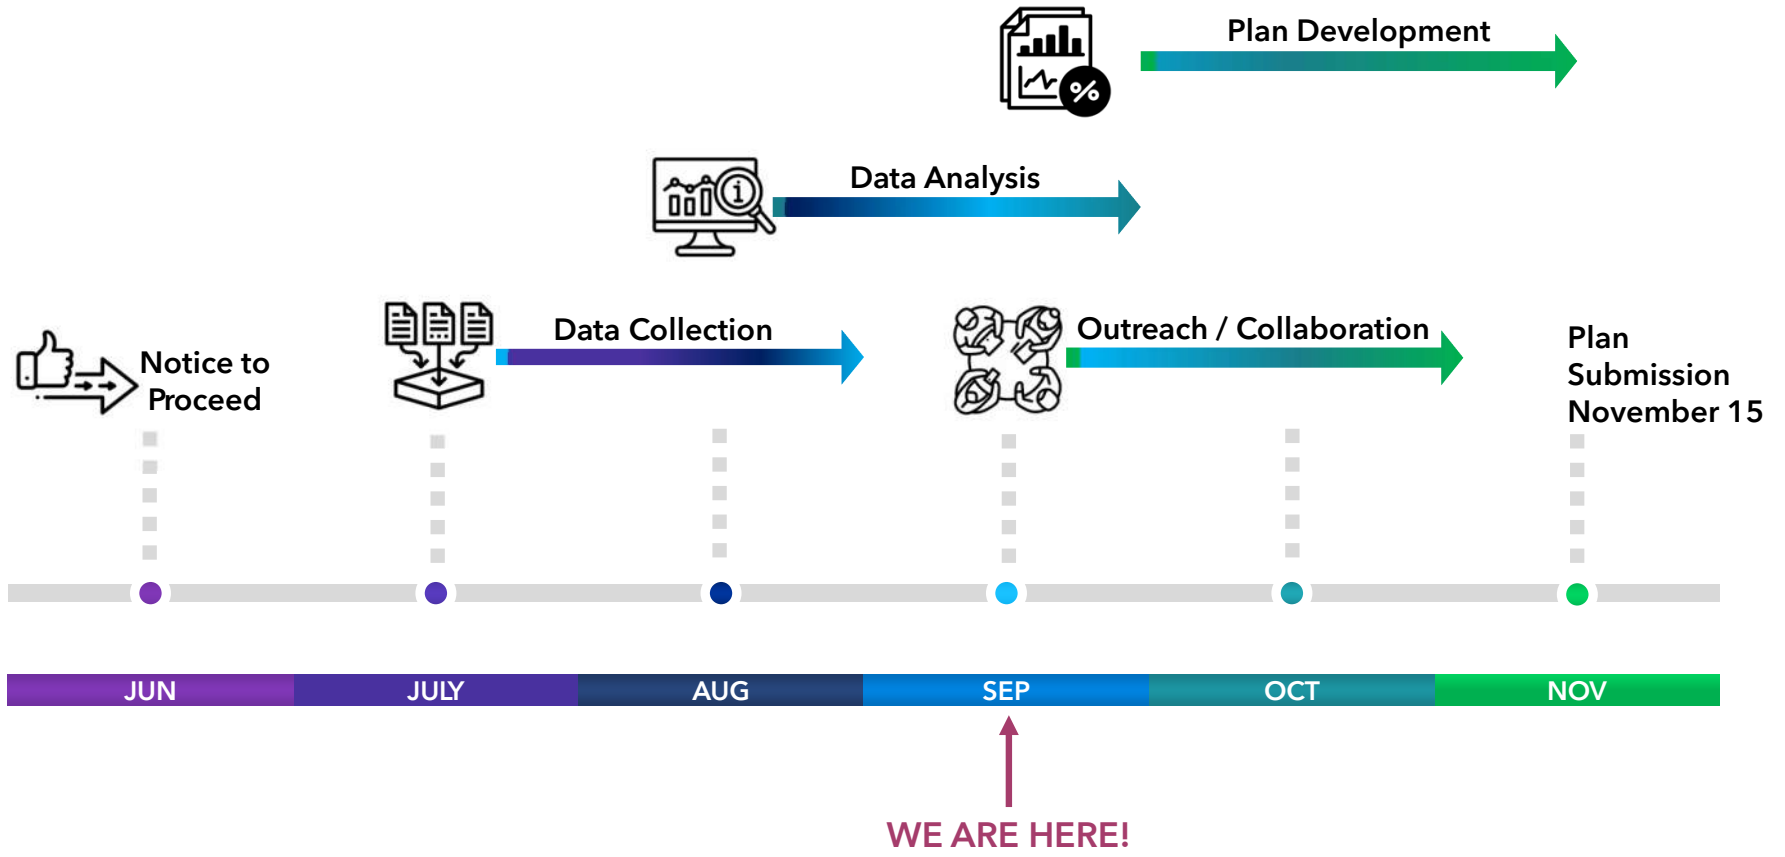 Plan Development
Data Analysis
Data Collection
Outreach / Collaboration
Notice to
Proceed
Plan
Submission
November 15
JUN
JULY
AUG
SEP
OCT
NOV
WE ARE HERE!
%
i